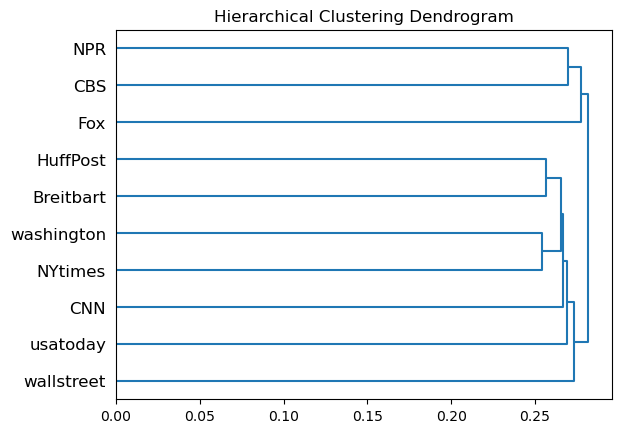 Hierarchical Clustering Dendrogram
NPR
CBS
Fox
HuffPost
Breitbart
washington
NYtimes
CNN
usatoday
wallstreet
0.00 0.05 0.10 0.15 0.20 0.25